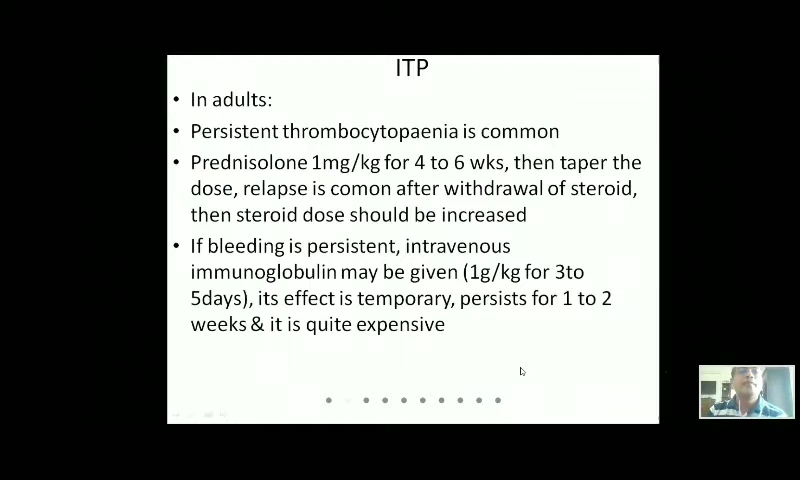 ITP
• In adults:
• Persistent thrombocytopaenia is common
• Prednisolone 1mg/kg for 4 to 6 wks, then taper the
dose, relapse is comon after withdrawal of steroid,
then steroid dose should be increased
• If bleeding is persistent, intravenous
immunoglobulin may be given (1g/kg for 3to
5days), its effect is temporary, persists for 1 to 2
weeks & it is quite expensive